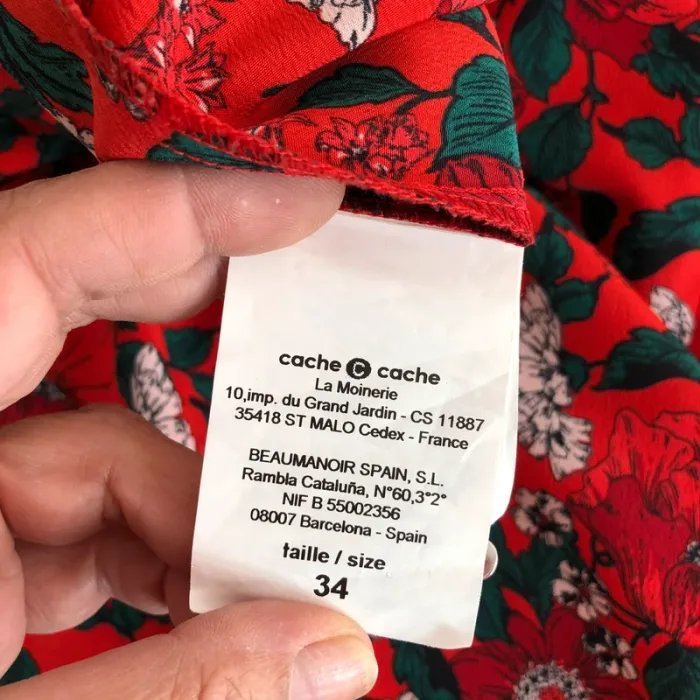 cache C cache
La Moinerie
10,imp. du Grand Jardin - CS 11887
35418 ST MALO Cedex - France
BEAUMANOIR SPAIN, S.L.
Rambla Cataluña, N°60,3°2°
NIF B 55002356
08007 Barcelona - Spain
taille / size
34